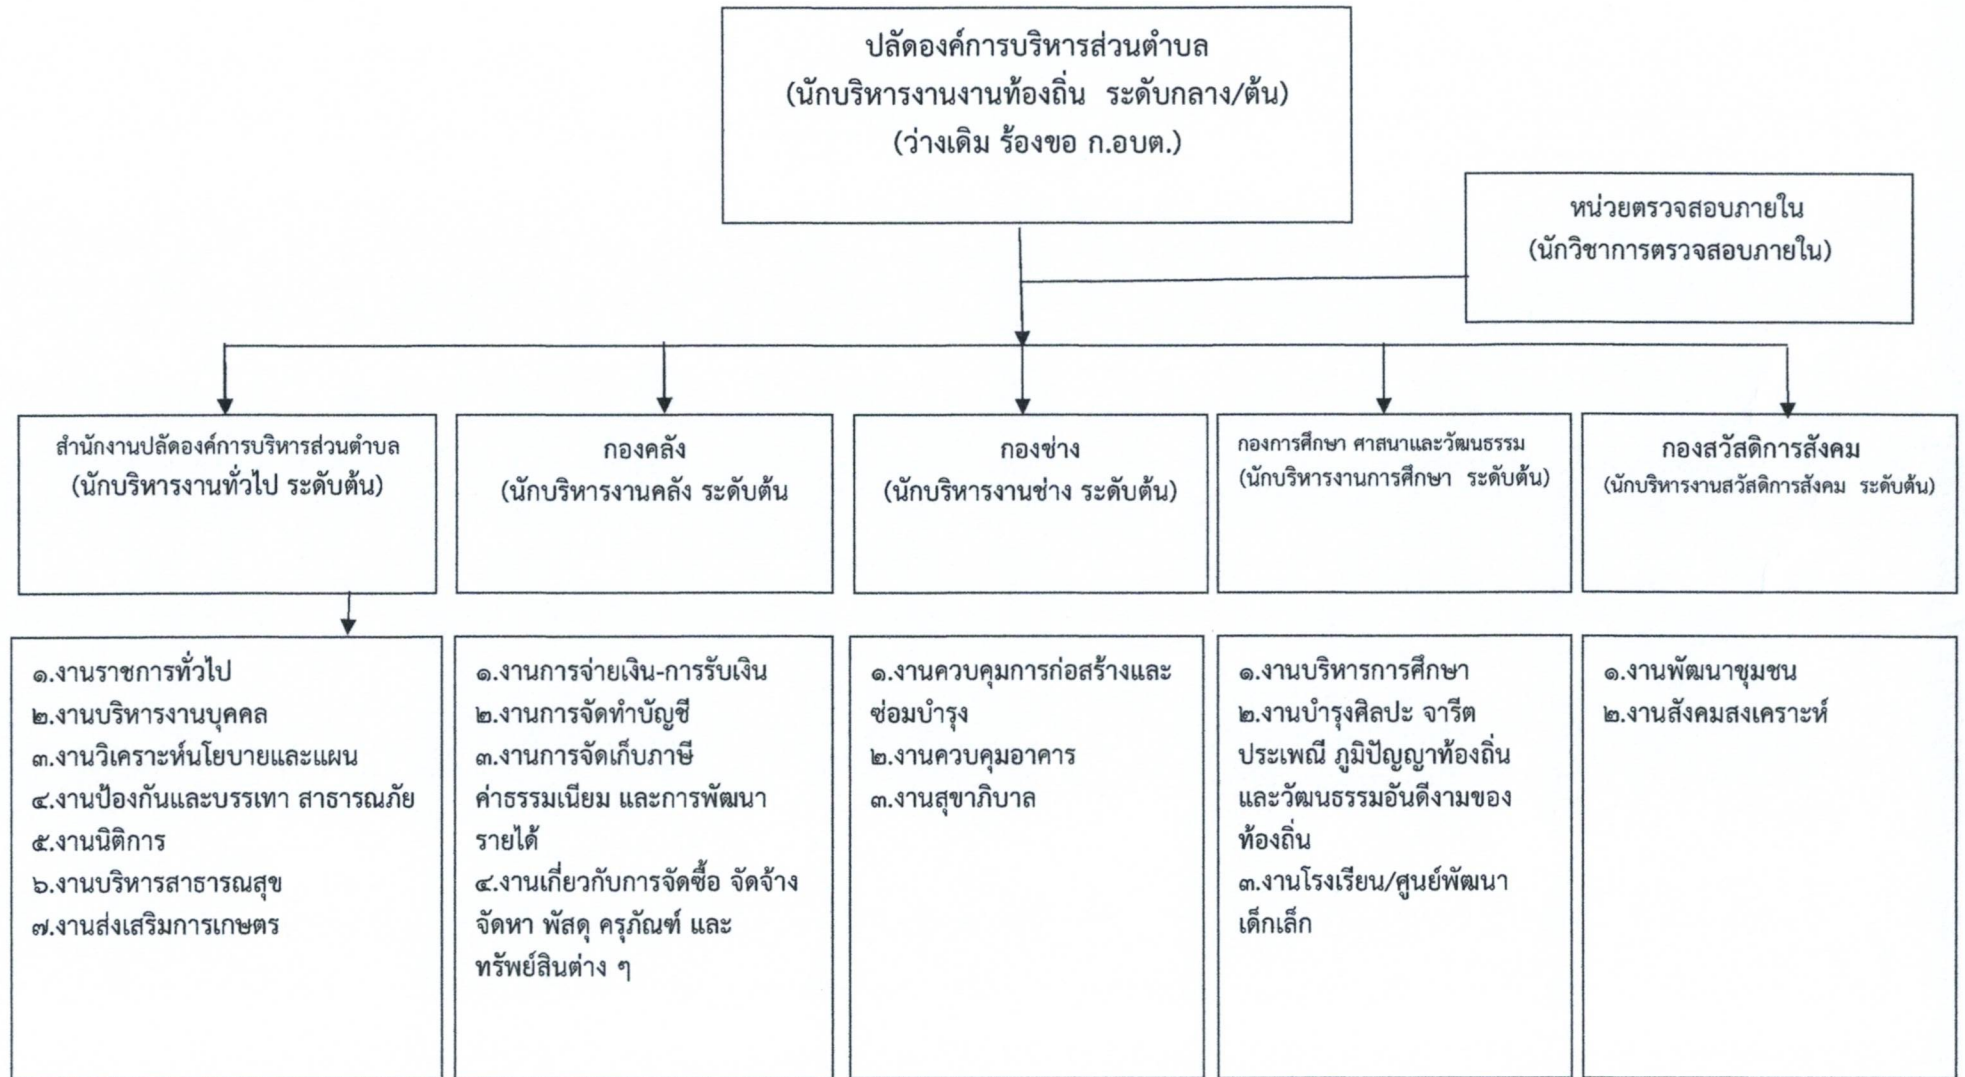 ปลัดองค์การบริหารส่วนตำบล
(นักบริหารงานงานท้องถิ่น ระดับกลาง/ต้น)
(ว่างเดิม ร้องขอ ก.อบต.)
หน่วยตรวจสอบภายใน
(นักวิชาการตรวจสอบภายใน)
สำนักงานปลัดองค์การบริหารส่วนตำบล
(นักบริหารงานทั่วไป ระดับต้น)
กองคลัง
(นักบริหารงานคลัง ระดับต้น
กองช่าง
(นักบริหารงานช่าง ระดับต้น)
กองการศึกษา ศาสนาและวัฒนธรรม
(นักบริหารงานการศึกษา ระดับต้น)
กองสวัสดิการสังคม
(นักบริหารงานสวัสดิการสังคม ระดับต้น)
๑.งานราชการทั่วไป
๒.งานบริหารงานบุคคล
๓.งานวิเคราะห์นโยบายและแผน
๔.งานป้องกันและบรรเทา สาธารณภัย
๕.งานนิติการ
๖.งานบริหารสาธารณสุข
๗.งานส่งเสริมการเกษตร
๑.งานการจ่ายเงิน-การรับเงิน
๒.งานการจัดทำบัญชี
๓.งานการจัดเก็บภาษี
ค่าธรรมเนียม และการพัฒนา
รายได้
๔.งานเกี่ยวกับการจัดซื้อ จัดจ้าง
จัดหา พัสดุ ครุภัณฑ์ และ
ทรัพย์สินต่าง ๆ
๑.งานควบคุมการก่อสร้างและ
ซ่อมบำรุง
๒.งานควบคุมอาคาร
๓.งานสุขาภิบาล
๑.งานบริหารการศึกษา
๒.งานบำรุงศิลปะ จารีต
ประเพณี ภูมิปัญญาท้องถิ่น
และวัฒนธรรมอันดีงามของ
ท้องถิ่น
๓.งานโรงเรียน/ศูนย์พัฒนา
เด็กเล็ก
๑.งานพัฒนาชุมชน
๒.งานสังคมสงเคราะห์